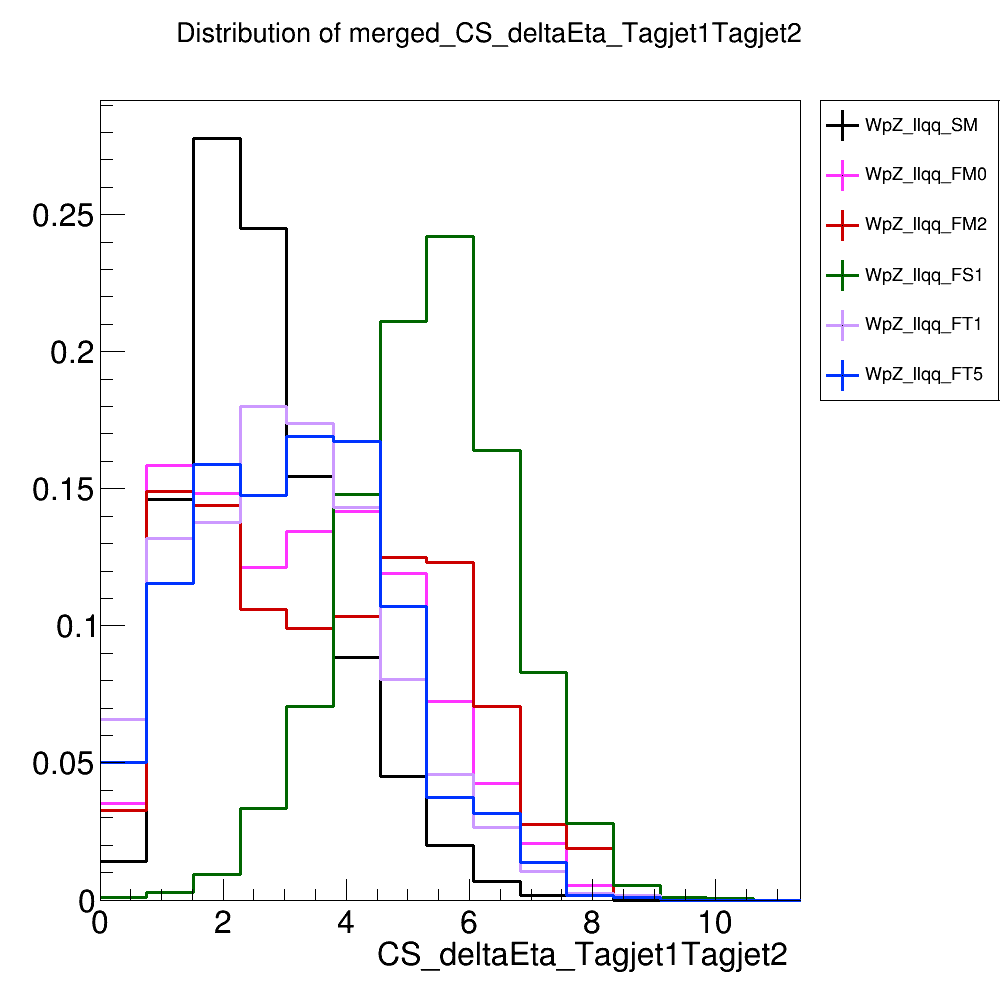 Distribution of merged_CS_deltaEta_Tagjet1Tagjet2
WpZ_llqq_SM
WpZ_llqq_FM0
WpZ_llqq_FM2
WpZ_llqq_FS1
WpZ_llqq_FT1
WpZ_llqq_FT5
0.25
0.2
0.15
0.1
0.05
0
0 2 4 6 8 10
CS_deltaEta_Tagjet1Tagjet2